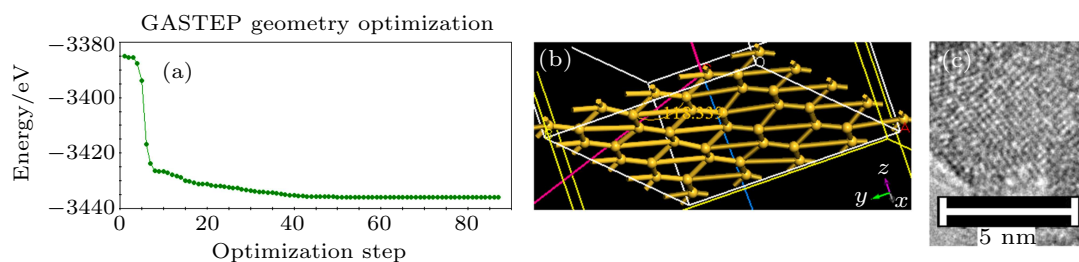 GASTEP geometry optimization
Energy/eV
-3380
-3400
-3420
-3440
0
20
40
60
80
Optimization step
(a)
(b)
O
A
z
y
x
(c)
5 nm